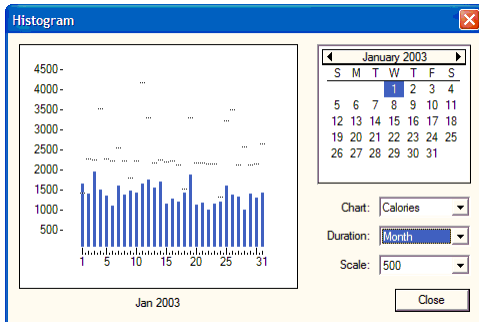 Histogram
4500
4000
3500
3000
2500
2000
1500
1000
500
1 5 10 15 20 25 31
Jan 2003
January 2003
S M T W T F S
1 2 3 4
5 6 7 8 9 10 11
12 13 14 15 16 17 18
19 20 21 22 23 24 25
26 27 28 29 30 31
Chart: Calories
Duration: Month
Scale: 500
Close